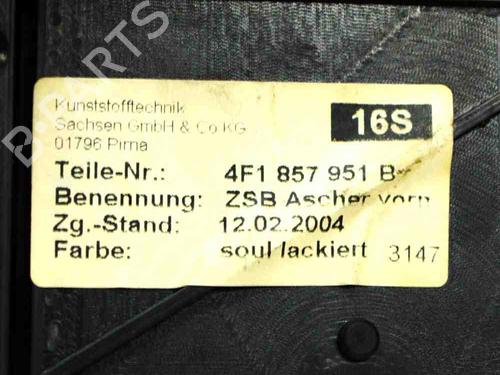 B PARTS
Kunststofftechnik
Sachsen GmbH & Co KG
01796 Pirna
16S
Teile-Nr.: 4F1 857 951 B
Benennung: ZSB Ascher vorn
Zg.-Stand: 12.02.2004
Farbe: soul lackiert 3147